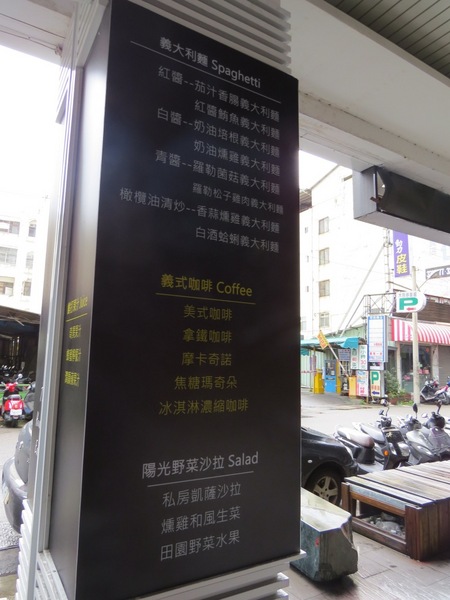 義大利麵 Spaghetti
紅醬--茄汁香腸義大利麵
紅醬鮪魚義大利麵
白醬--奶油培根義大利麵
奶油燻雞義大利麵
青醬--羅勒菌菇義大利麵
羅勒松子雞肉義大利麵
橄欖油清炒--香蒜燻雞義大利麵
白酒蛤蜊義大利麵
義式咖啡 Coffee
美式咖啡
拿鐵咖啡
摩卡奇諾
焦糖瑪奇朵
冰淇淋濃縮咖啡
陽光野菜沙拉 Salad
私房凱薩沙拉
燻雞和風生菜
田園野菜水果
皮鞋
P